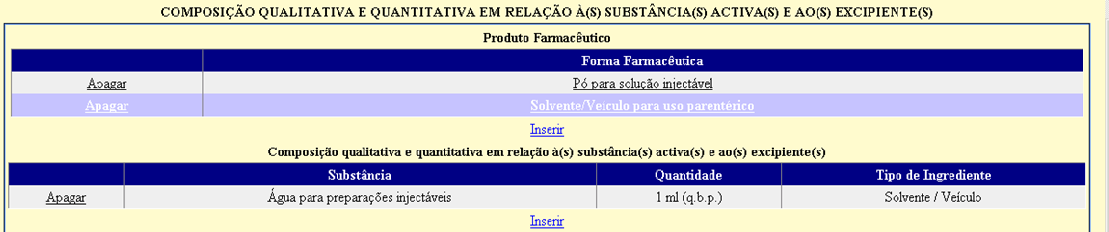 COMPOSIÇÃO QUALITATIVA E QUANTITATIVA EM RELAÇÃO À(S) SUBSTÂNCIA(S) ACTIVA(S) E AO(S) EXCIPIENTE(S)
Produto Farmacêutico
Forma Farmacêutica
Apagar Pó para solução injectável
Apagar Solvente/Veículo para uso parentérico
Inserir
Composição qualitativa e quantitativa em relação à(s) substância(s) activa(s) e ao(s) excipiente(s)
Substância Quantidade Tipo de Ingrediente
Apagar Água para preparações injectáveis 1 ml (q.b.p.) Solvente / Veículo
Inserir